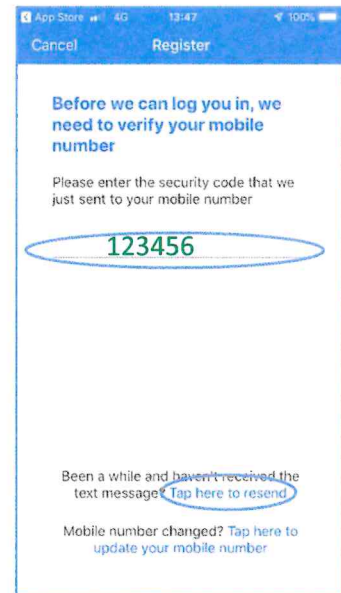 App Store 4G 13:47 100%
Cancel Register
Before we can log you in, we
need to verify your mobile
number
Please enter the security code that we
just sent to your mobile number
123456
Been a while and haven't received the
text message? Tap here to resend
Mobile number changed? Tap here to
update your mobile number